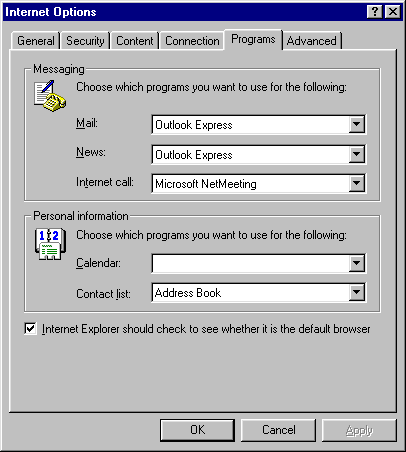 Internet Options
General Security Content Connection Programs Advanced
Messaging
Choose which programs you want to use for the following:
Mail: Outlook Express
News: Outlook Express
Internet call: Microsoft NetMeeting
Personal information
12
Choose which programs you want to use for the following:
Calendar:
Contact list: Address Book
Internet Explorer should check to see whether it is the default browser
OK Cancel Apply